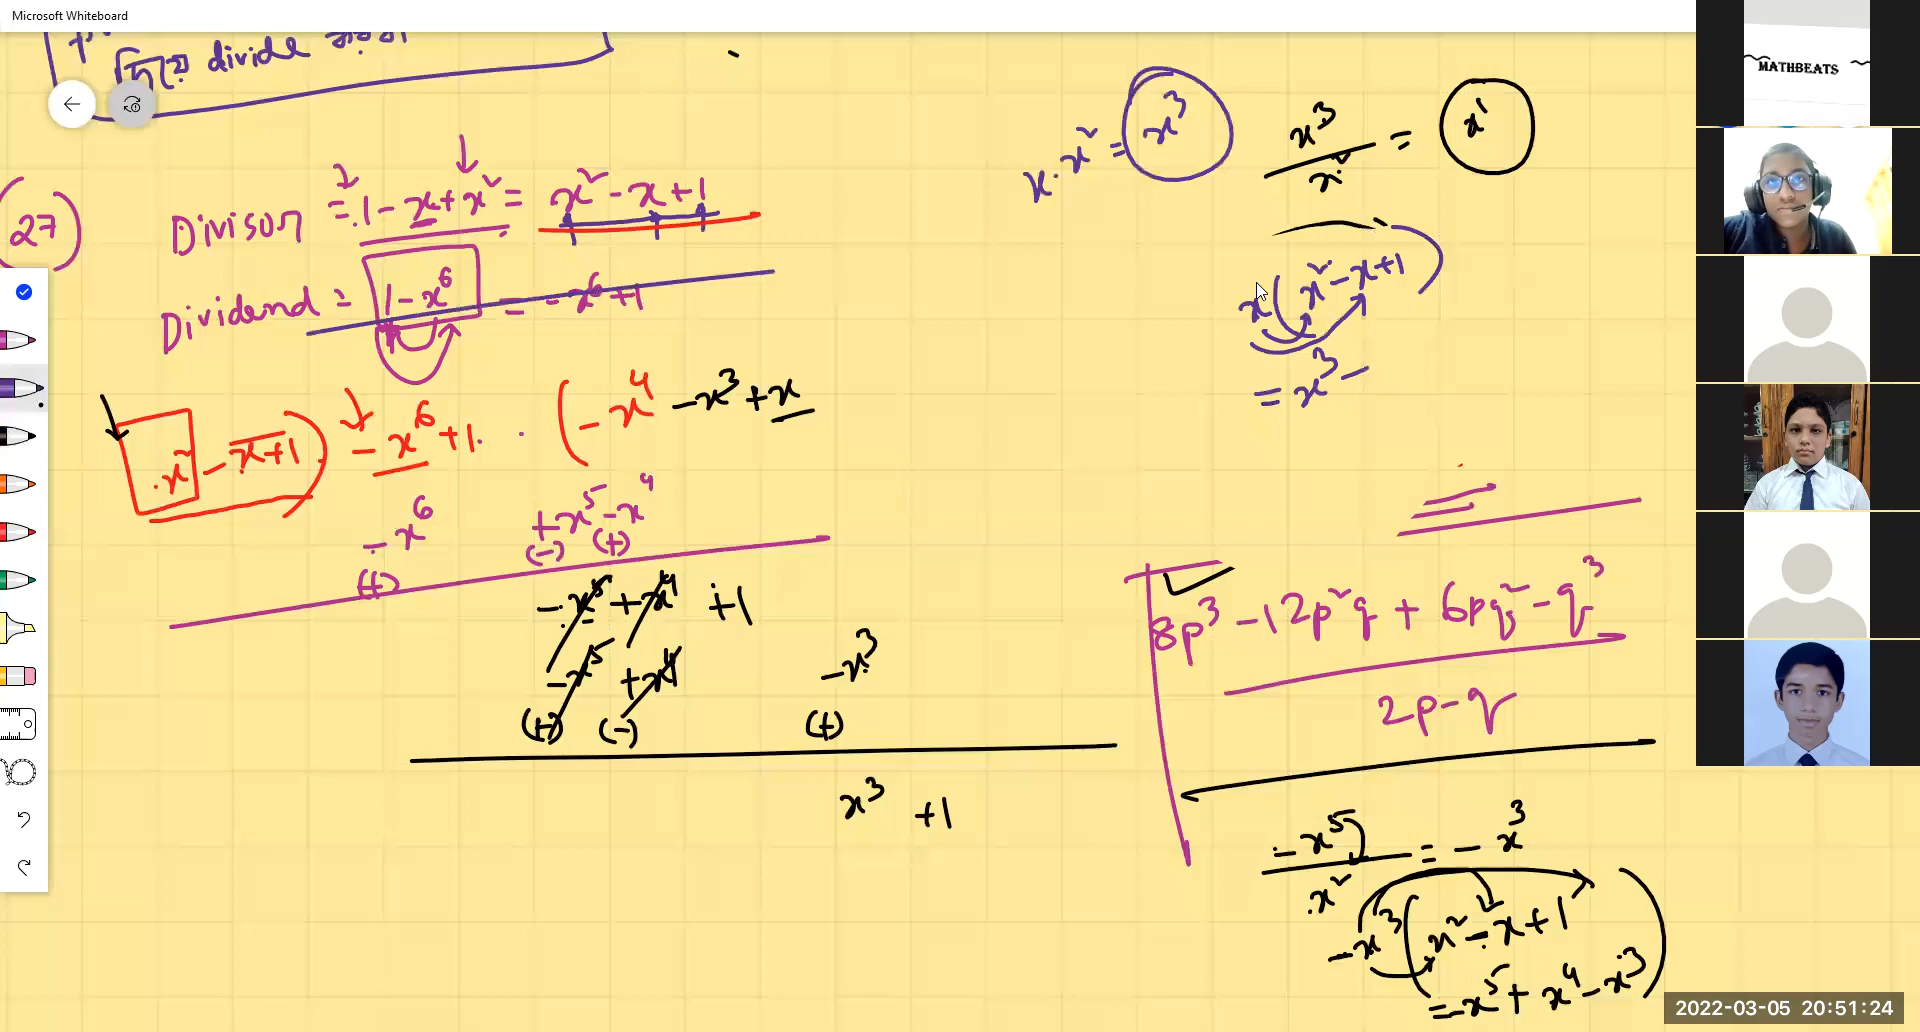 Microsoft Whiteboard
divide
(27)
Divisor = 1 - x + x² = x² - x + 1
Dividend = 1 - x⁶ = - x⁶ + 1
x² - x + 1 ) - x⁶ + 1 ( - x⁴ - x³ + x
- x⁶ + x⁵ - x⁴
(+) (-) (+)
- x⁵ + x⁴ + 1
- x⁵ + x⁴ - x³
(+) (-) (+)
x³ + 1
x · x² = x³
x³ / x² = x¹
x ( x² - x + 1 )
= x³ -
8p³ - 12p²q + 6pq² - q³
2p - q
- x⁵ / x² = - x³
- x³ ( x² - x + 1 )
= - x⁵ + x⁴ - x³
MATHBEATS
2022-03-05 20:51:24